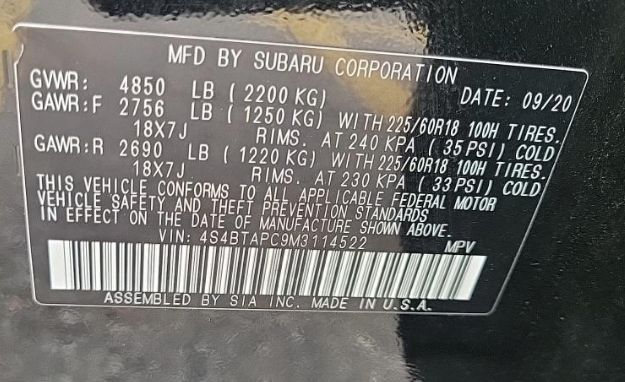 MFD BY SUBARU CORPORATION
GVWR: 4850 LB ( 2200 KG) DATE: 09/20
GAWR:F 2756 LB ( 1250 KG) WITH 225/60R18 100H TIRES.
18X7J RIMS. AT 240 KPA ( 35 PSI) COLD
GAWR:R 2690 LB ( 1220 KG) WITH 225/60R18 100H TIRES.
18X7J RIMS. AT 230 KPA ( 33 PSI) COLD
THIS VEHICLE CONFORMS TO ALL APPLICABLE FEDERAL MOTOR
VEHICLE SAFETY AND THEFT PREVENTION STANDARDS
IN EFFECT ON THE DATE OF MANUFACTURE SHOWN ABOVE.
VIN: 4S4BTAPC9M3114522 MPV
ASSEMBLED BY SIA INC. MADE IN U.S.A.